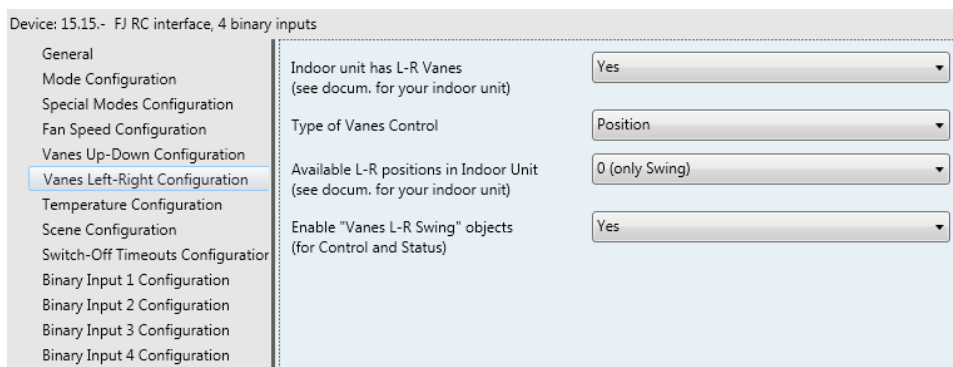 Device: 15.15.-  FJ RC interface, 4 binary inputs
General
Mode Configuration
Special Modes Configuration
Fan Speed Configuration
Vanes Up-Down Configuration
Vanes Left-Right Configuration
Temperature Configuration
Scene Configuration
Switch-Off Timeouts Configuration
Binary Input 1 Configuration
Binary Input 2 Configuration
Binary Input 3 Configuration
Binary Input 4 Configuration
Indoor unit has L-R Vanes
(see docum. for your indoor unit)
Yes
Type of Vanes Control
Position
Available L-R positions in Indoor Unit
(see docum. for your indoor unit)
0 (only Swing)
Enable "Vanes L-R Swing" objects
(for Control and Status)
Yes